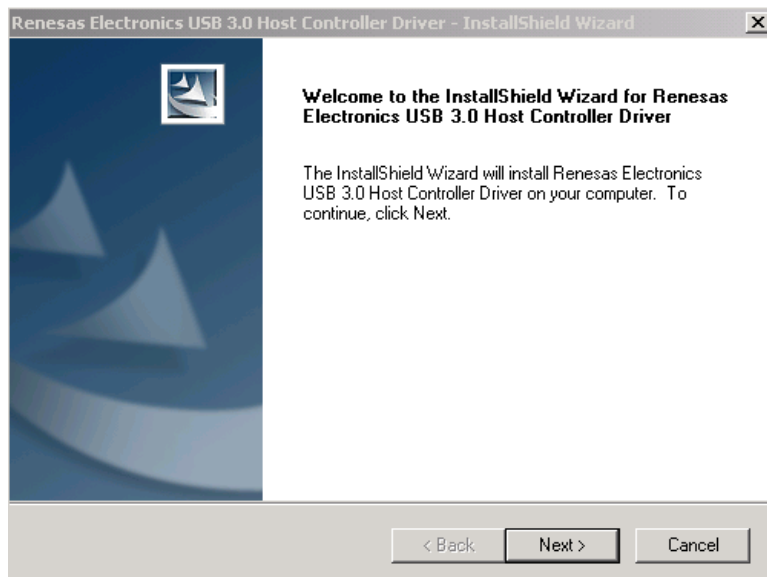 Renesas Electronics USB 3.0 Host Controller Driver - InstallShield Wizard
Welcome to the InstallShield Wizard for Renesas
Electronics USB 3.0 Host Controller Driver
The InstallShield Wizard will install Renesas Electronics
USB 3.0 Host Controller Driver on your computer.  To
continue, click Next.
< Back
Next >
Cancel